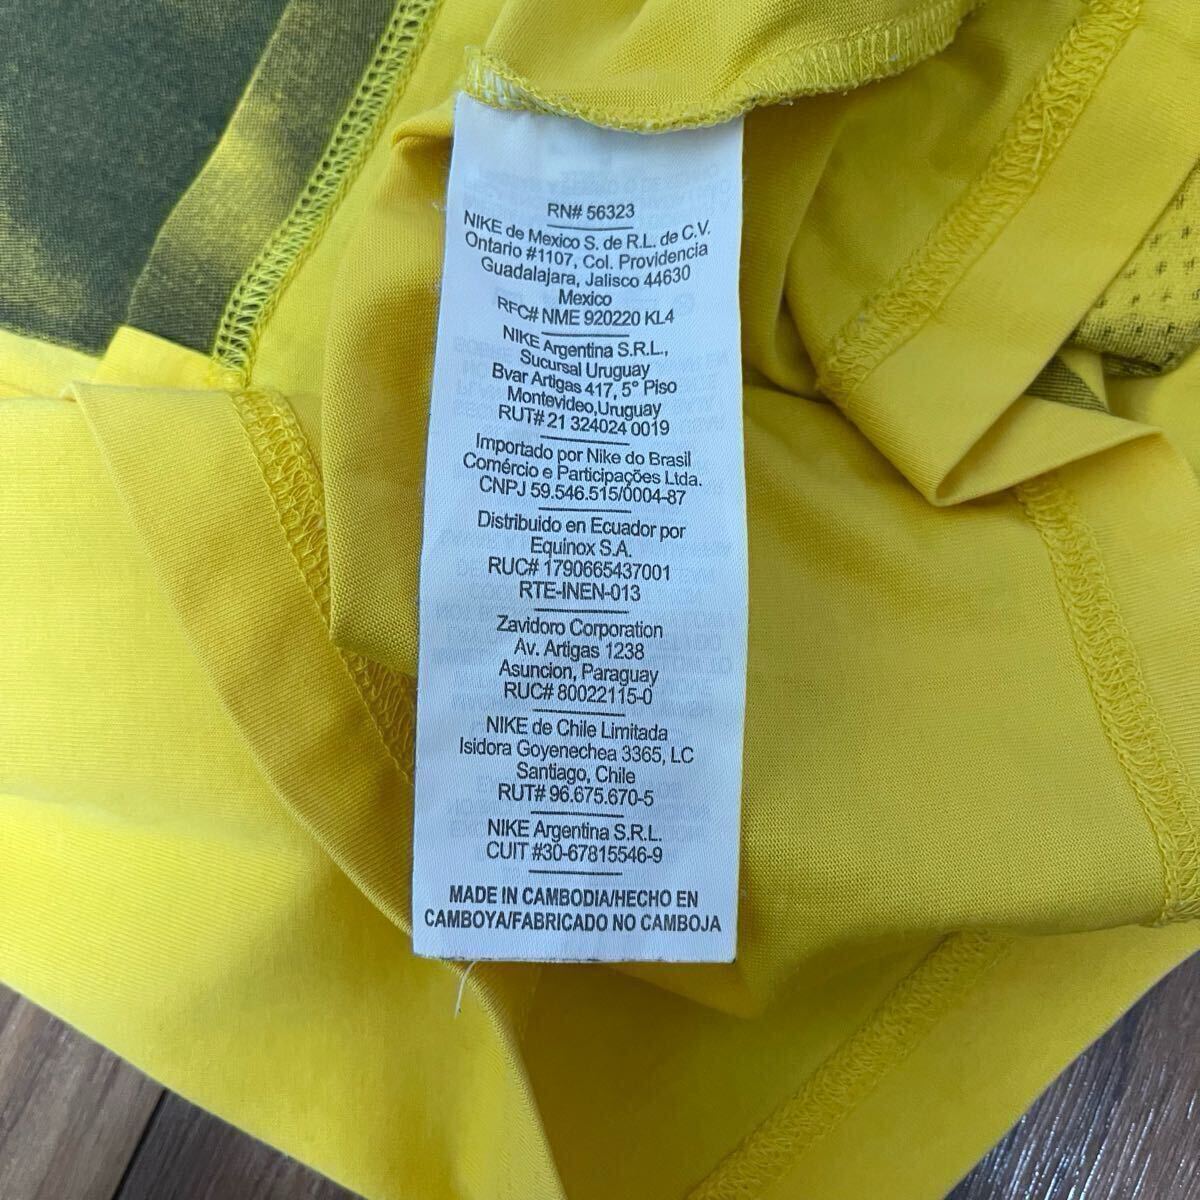 RN# 56323
NIKE de Mexico S. de R.L. de C.V.
Ontario #1107, Col. Providencia
Guadalajara, Jalisco 44630
Mexico
RFC# NME 920220 KL4
NIKE Argentina S.R.L.,
Sucursal Uruguay
Bvar Artigas 417, 5° Piso
Montevideo,Uruguay
RUT# 21 324024 0019
Importado por Nike do Brasil
Comércio e Participações Ltda.
CNPJ 59.546.515/0004-87
Distribuido en Ecuador por
Equinox S.A.
RUC# 1790665437001
RTE-INEN-013
Zavidoro Corporation
Av. Artigas 1238
Asuncion, Paraguay
RUC# 80022115-0
NIKE de Chile Limitada
Isidora Goyenechea 3365, LC
Santiago, Chile
RUT# 96.675.670-5
NIKE Argentina S.R.L.
CUIT #30-67815546-9
MADE IN CAMBODIA/HECHO EN
CAMBOYA/FABRICADO NO CAMBOJA